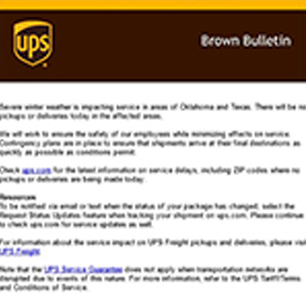 ups
Brown Bulletin
Severe winter weather is impacting service in areas of Oklahoma and Texas. There will be no
pickups or deliveries today in the affected areas.
We will work to ensure the safety of our employees while minimizing effects on service.
Contingency plans are in place to ensure that shipments arrive at their final destinations as
quickly as possible as conditions permit.
Check ups.com for the latest information on service delays, including ZIP codes where no
pickups or deliveries are being made today.
Resources
To be notified via email or text when the status of your package has changed, select the
Request Status Updates feature when tracking your shipment on ups.com. Please continue
to check ups.com for service updates as well.
For information about the service impact on UPS Freight pickups and deliveries, please visit
UPS Freight.
Note that the UPS Service Guarantee does not apply when transportation networks are
disrupted due to events of this nature. For more information, refer to the UPS Tariff/Terms
and Conditions of Service.